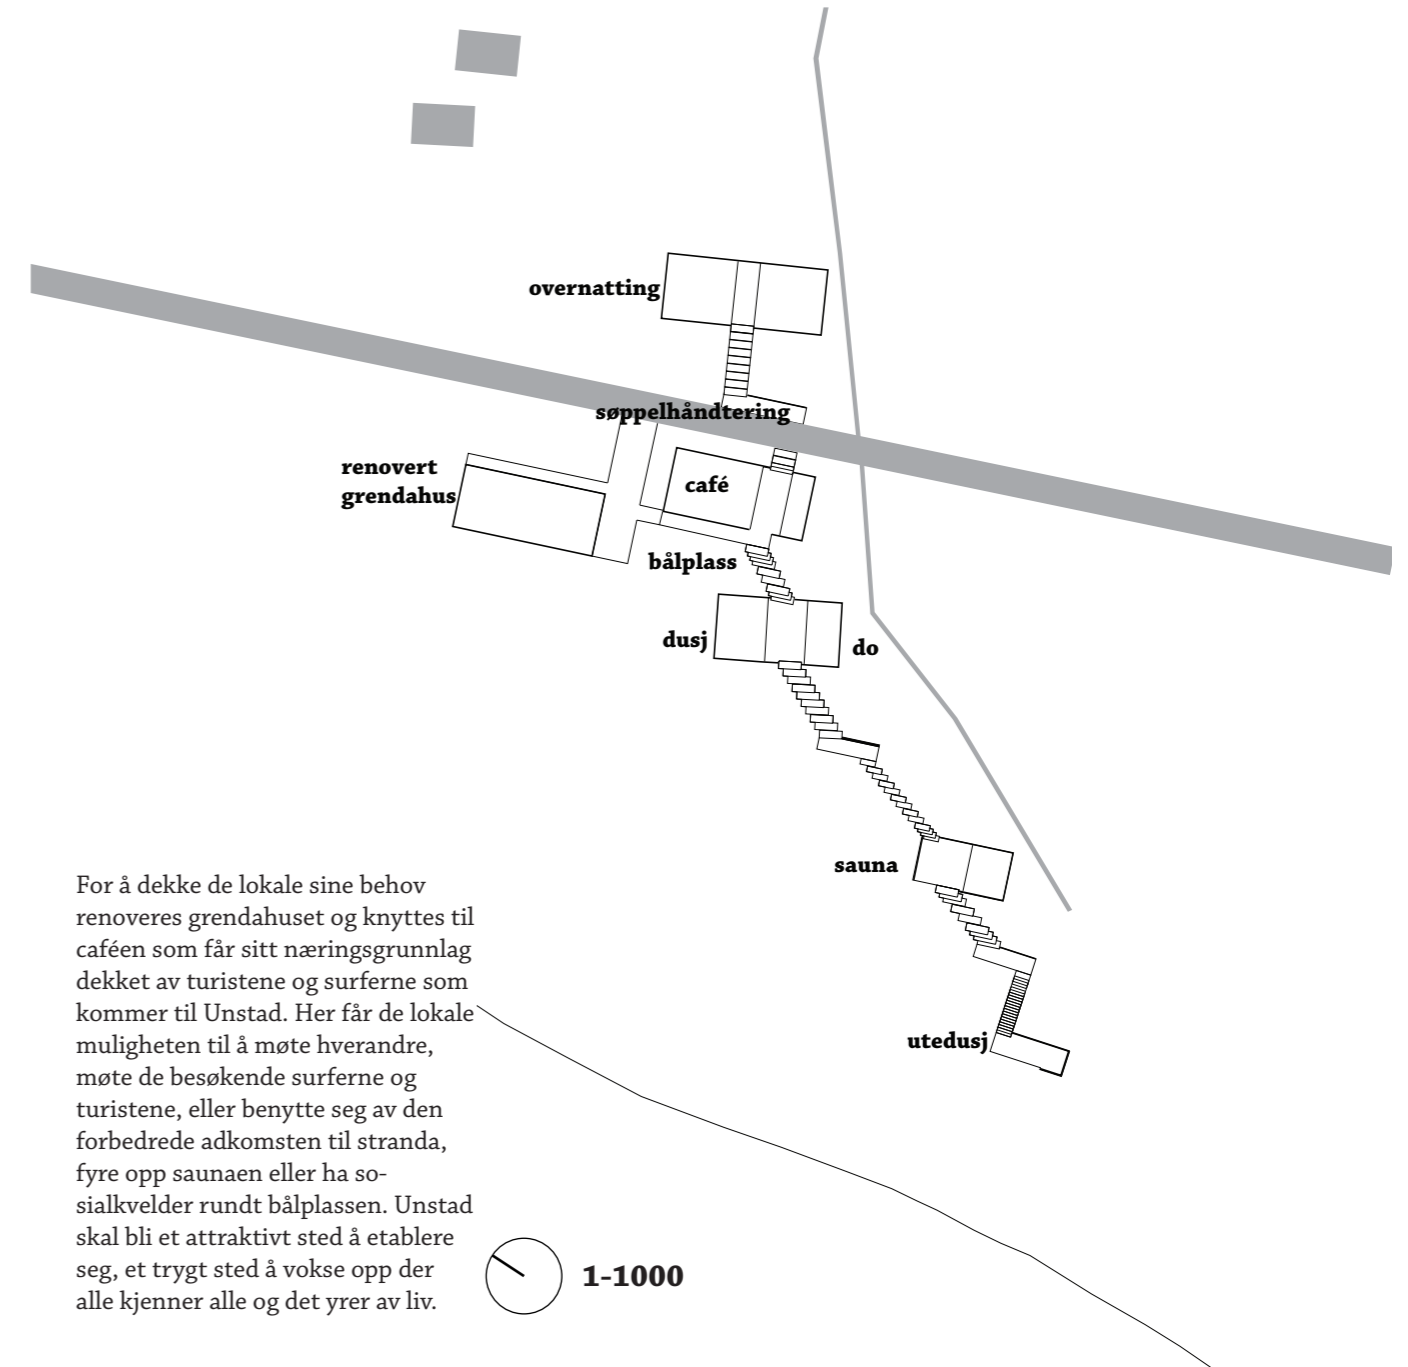 overnatting
søppelhåndtering
renovert
grendahus
café
bålplass
dusj
do
sauna
utedusj
For å dekke de lokale sine behov
renoveres grendahuset og knyttes til
caféen som får sitt næringsgrunnlag
dekket av turistene og surferne som
kommer til Unstad. Her får de lokale
muligheten til å møte hverandre,
møte de besøkende surferne og
turistene, eller benytte seg av den
forbedrede adkomsten til stranda,
fyre opp saunaen eller ha so-
sialkvelder rundt bålplassen. Unstad
skal bli et attraktivt sted å etablere
seg, et trygt sted å vokse opp der
alle kjenner alle og det yrer av liv.
1-1000